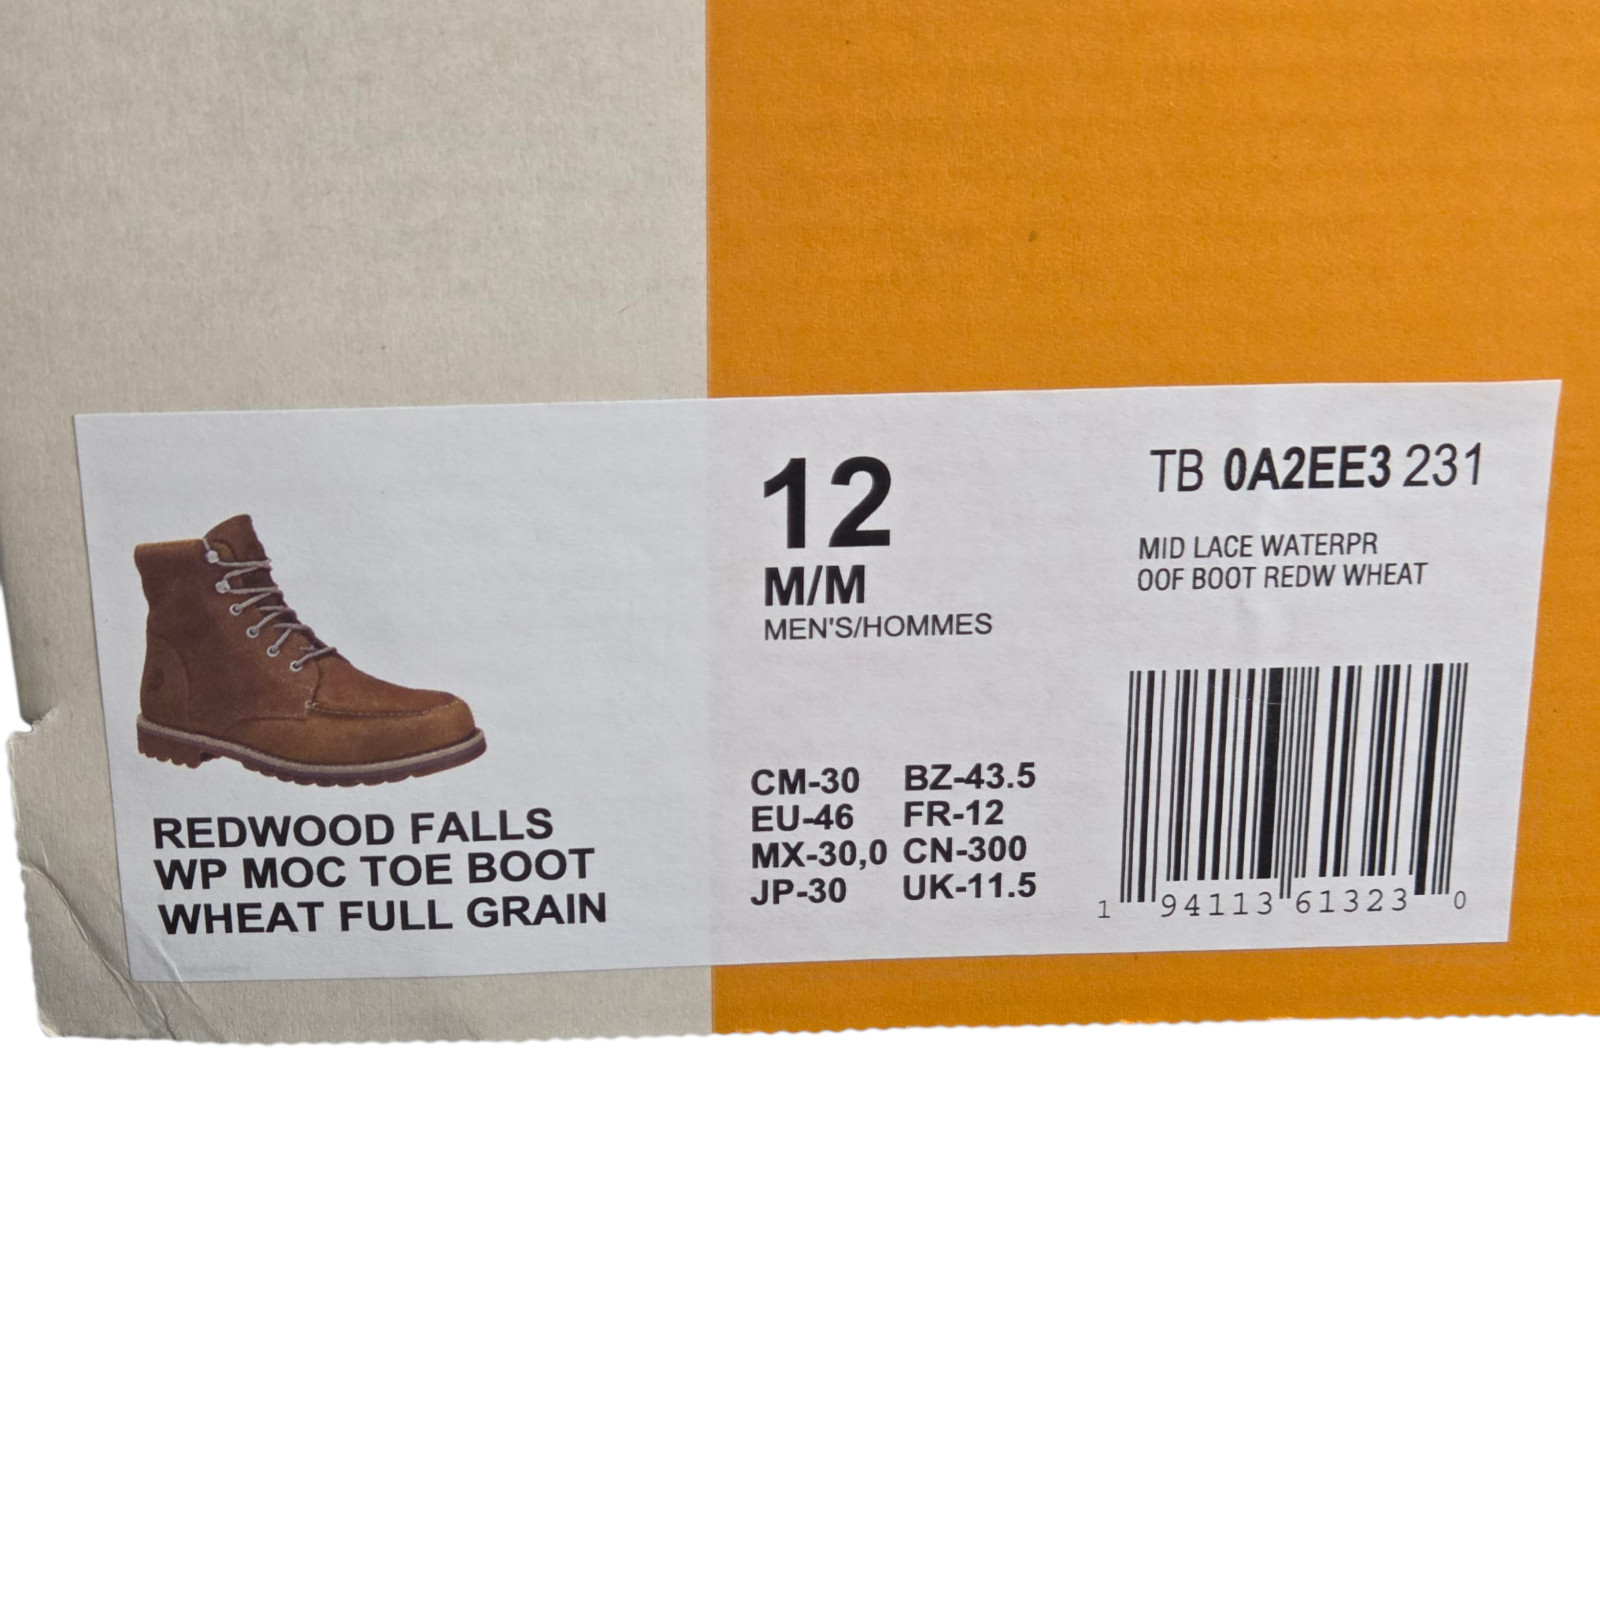 12
M/M
MEN'S/HOMMES
TB 0A2EE3 231
MID LACE WATERPR
OOF BOOT REDW WHEAT
REDWOOD FALLS
WP MOC TOE BOOT
WHEAT FULL GRAIN
CM-30 BZ-43.5
EU-46 FR-12
MX-30,0 CN-300
JP-30 UK-11.5
1 94113 61323 0